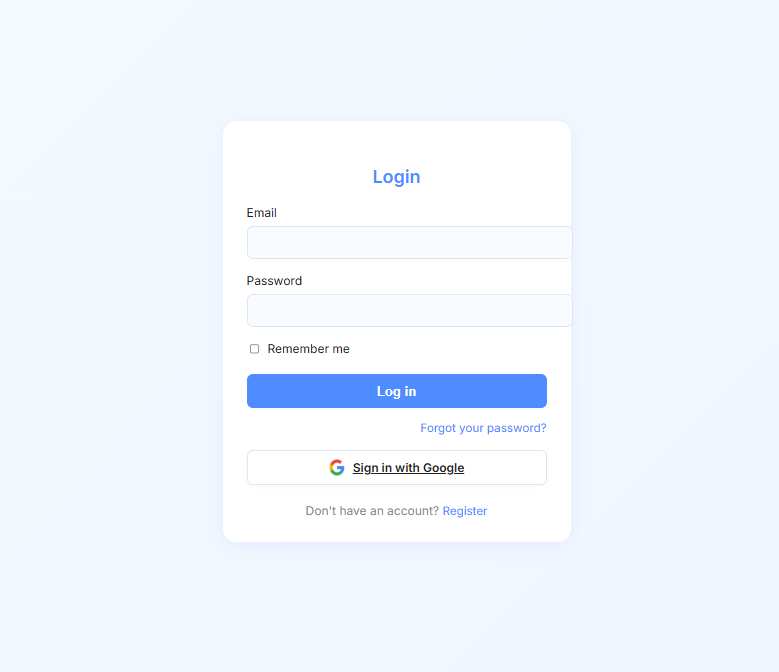 Login
Email
Password
Remember me
Log in
Forgot your password?
Sign in with Google
Don't have an account? Register